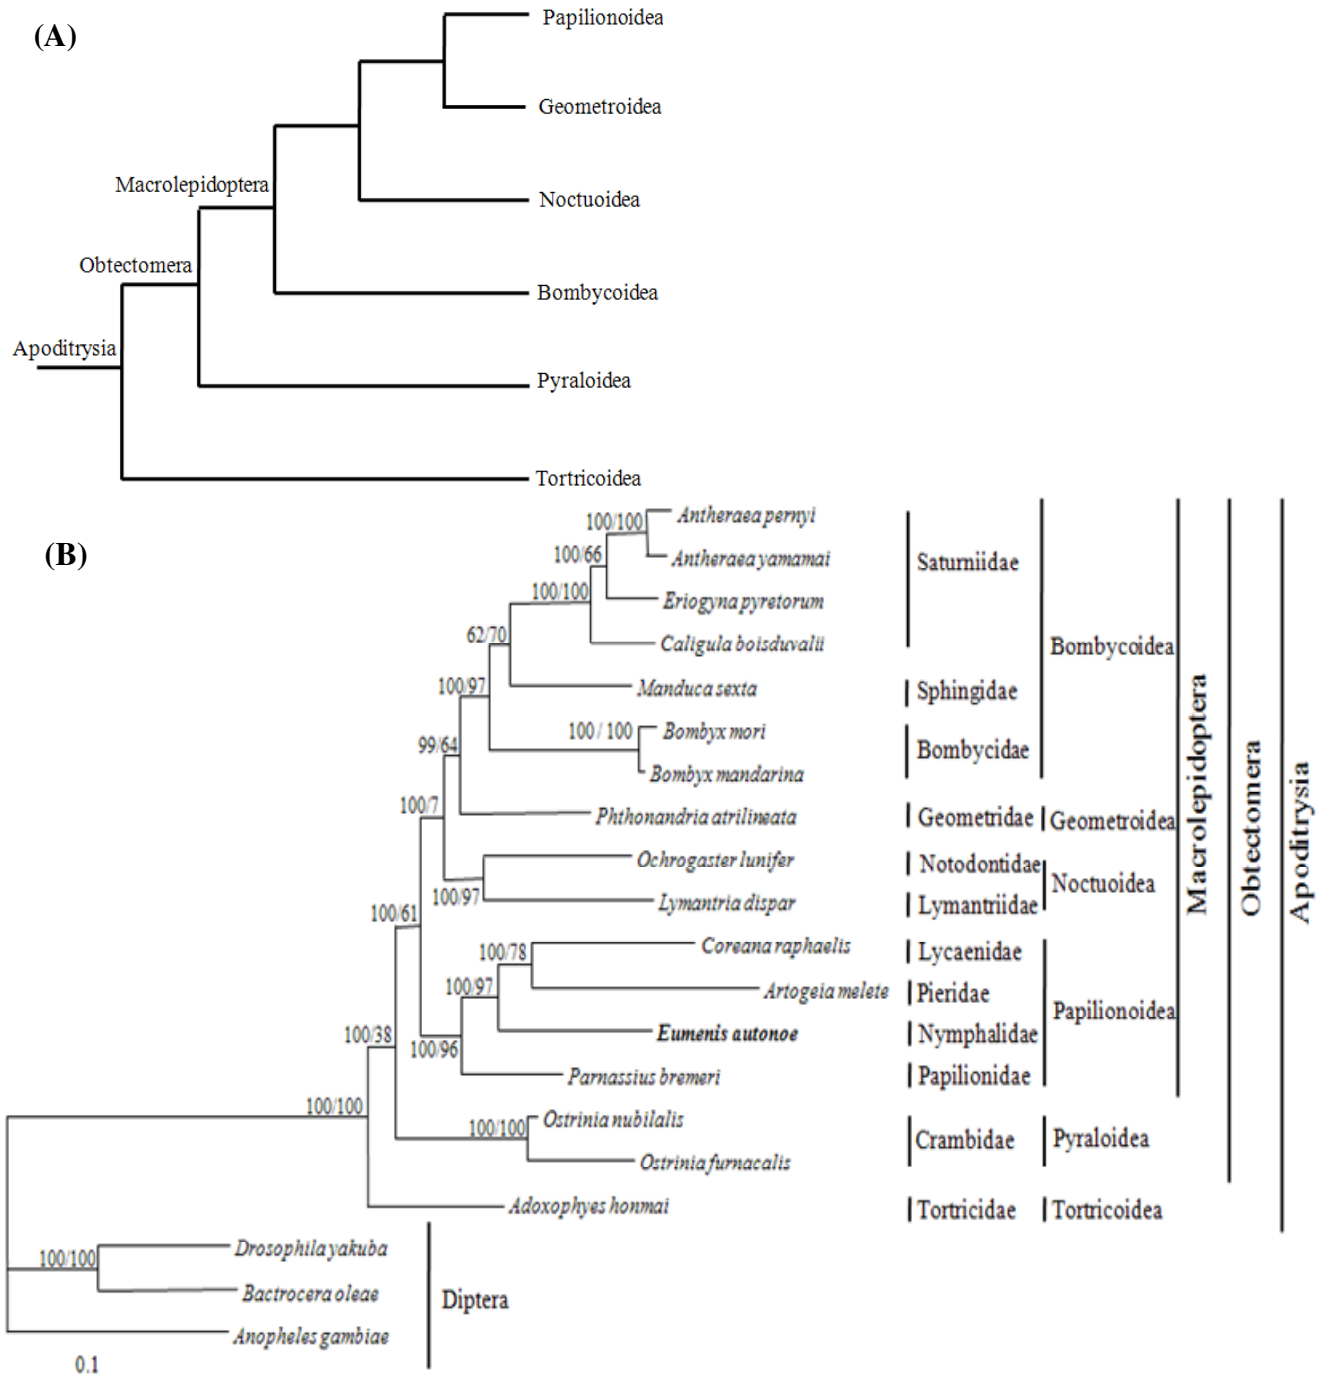 (A)
Papilionoidea
Geometroidea
Noctuoidea
Macrolepidoptera
Bombycoidea
Obtectomera
Pyraloidea
Apoditrysia
Tortricoidea
(B)
Antheraea pernyi
Antheraea yamamai
Eriogyna pyretorum
Caligula boisduvalii
Manduca sexta
Bombyx mori
Bombyx mandarina
Phthonandria atrilineata
Ochrogaster lunifer
Lymantria dispar
Coreana raphaelis
Artogeia melete
Eumenis autonoe
Parnassius bremeri
Ostrinia nubilalis
Ostrinia furnacalis
Adoxophyes honmai
Drosophila yakuba
Bactrocera oleae
Anopheles gambiae
100/100
100/66
100/100
62/70
100/97
100 / 100
99/64
100/7
100/97
100/61
100/78
100/97
100/96
100/38
100/100
100/100
100/100
0.1
Saturniidae
Sphingidae
Bombycidae
Geometridae
Notodontidae
Lymantriidae
Lycaenidae
Pieridae
Nymphalidae
Papilionidae
Crambidae
Tortricidae
Diptera
Bombycoidea
Geometroidea
Noctuoidea
Papilionoidea
Pyraloidea
Tortricoidea
Macrolepidoptera
Obtectomera
Apoditrysia